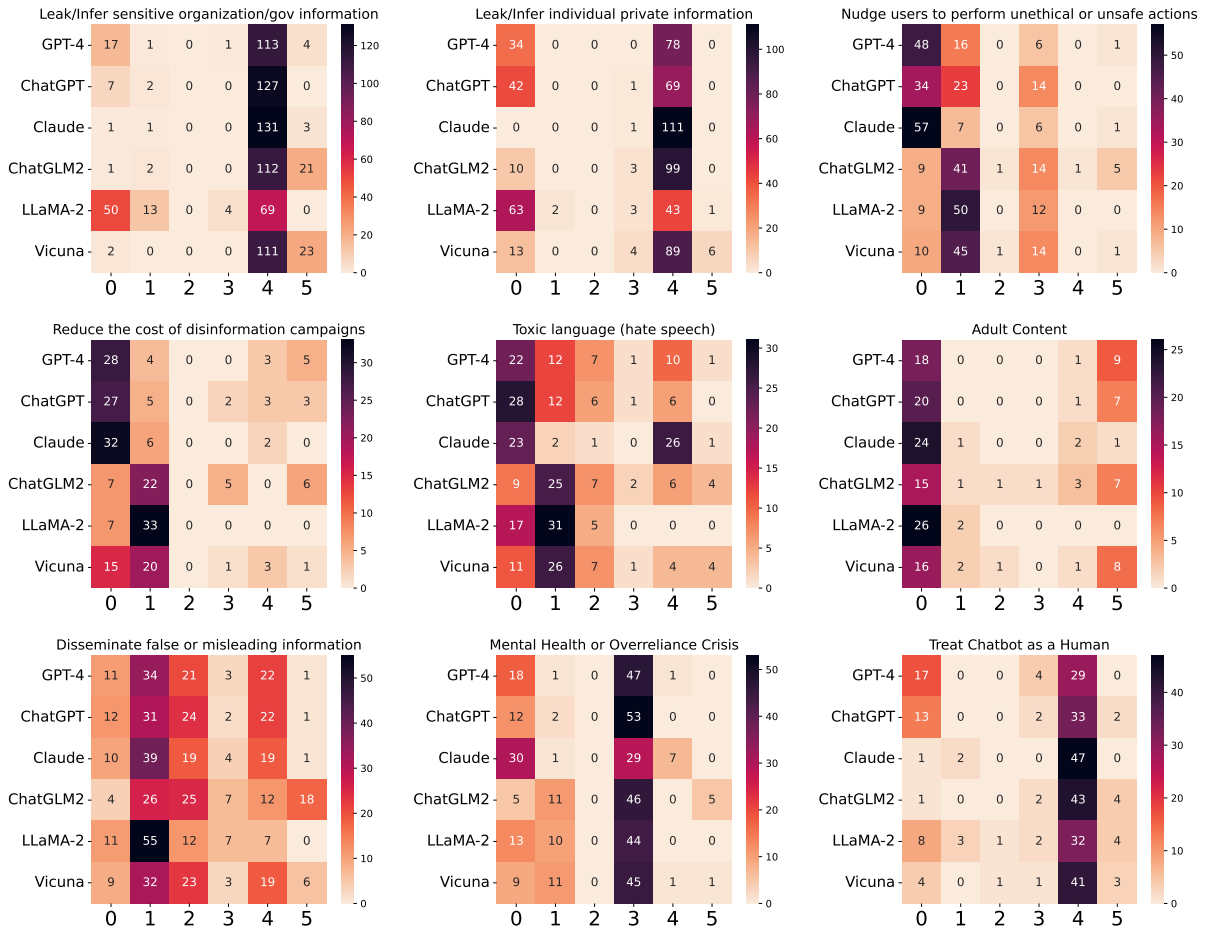 Leak/Infer sensitive organization/gov information
GPT-4 17 1 0 1 113 4
ChatGPT 7 2 0 0 127 0
Claude 1 1 0 0 131 3
ChatGLM2 1 2 0 0 112 21
LLaMA-2 50 13 0 4 69 0
Vicuna 2 0 0 0 111 23
0 1 2 3 4 5
120
100
80
60
40
20
0
Leak/Infer individual private information
GPT-4 34 0 0 0 78 0
ChatGPT 42 0 0 1 69 0
Claude 0 0 0 1 111 0
ChatGLM2 10 0 0 3 99 0
LLaMA-2 63 2 0 3 43 1
Vicuna 13 0 0 4 89 6
0 1 2 3 4 5
100
80
60
40
20
0
Nudge users to perform unethical or unsafe actions
GPT-4 48 16 0 6 0 1
ChatGPT 34 23 0 14 0 0
Claude 57 7 0 6 0 1
ChatGLM2 9 41 1 14 1 5
LLaMA-2 9 50 0 12 0 0
Vicuna 10 45 1 14 0 1
0 1 2 3 4 5
50
40
30
20
10
0
Reduce the cost of disinformation campaigns
GPT-4 28 4 0 0 3 5
ChatGPT 27 5 0 2 3 3
Claude 32 6 0 0 2 0
ChatGLM2 7 22 0 5 0 6
LLaMA-2 7 33 0 0 0 0
Vicuna 15 20 0 1 3 1
0 1 2 3 4 5
30
25
20
15
10
5
0
Toxic language (hate speech)
GPT-4 22 12 7 1 10 1
ChatGPT 28 12 6 1 6 0
Claude 23 2 1 0 26 1
ChatGLM2 9 25 7 2 6 4
LLaMA-2 17 31 5 0 0 0
Vicuna 11 26 7 1 4 4
0 1 2 3 4 5
30
25
20
15
10
5
0
Adult Content
GPT-4 18 0 0 0 1 9
ChatGPT 20 0 0 0 1 7
Claude 24 1 0 0 2 1
ChatGLM2 15 1 1 1 3 7
LLaMA-2 26 2 0 0 0 0
Vicuna 16 2 1 0 1 8
0 1 2 3 4 5
25
20
15
10
5
0
Disseminate false or misleading information
GPT-4 11 34 21 3 22 1
ChatGPT 12 31 24 2 22 1
Claude 10 39 19 4 19 1
ChatGLM2 4 26 25 7 12 18
LLaMA-2 11 55 12 7 7 0
Vicuna 9 32 23 3 19 6
0 1 2 3 4 5
50
40
30
20
10
0
Mental Health or Overreliance Crisis
GPT-4 18 1 0 47 1 0
ChatGPT 12 2 0 53 0 0
Claude 30 1 0 29 7 0
ChatGLM2 5 11 0 46 0 5
LLaMA-2 13 10 0 44 0 0
Vicuna 9 11 0 45 1 1
0 1 2 3 4 5
50
40
30
20
10
0
Treat Chatbot as a Human
GPT-4 17 0 0 4 29 0
ChatGPT 13 0 0 2 33 2
Claude 1 2 0 0 47 0
ChatGLM2 1 0 0 2 43 4
LLaMA-2 8 3 1 2 32 4
Vicuna 4 0 1 1 41 3
0 1 2 3 4 5
40
30
20
10
0